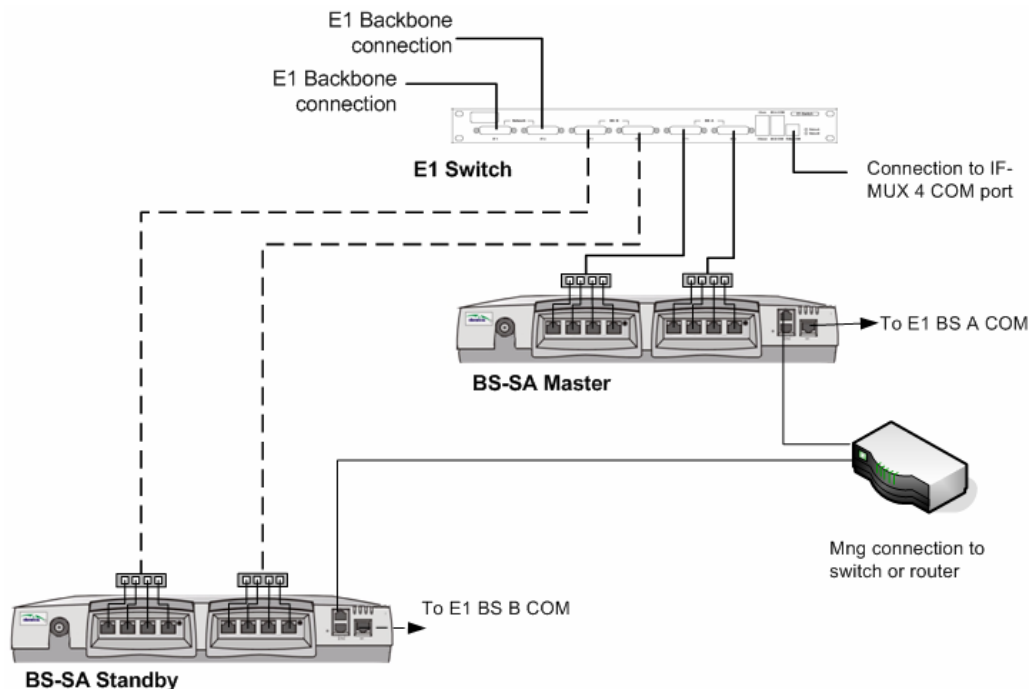 E1 Backbone
connection
E1 Backbone
connection
E1 Switch
Connection to IF-
MUX 4 COM port
To E1 BS A COM
BS-SA Master
Mng connection to
switch or router
To E1 BS B COM
BS-SA Standby